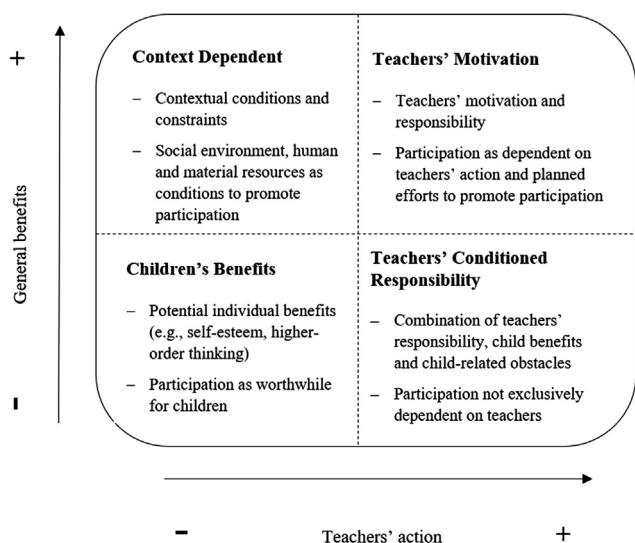 +
General benefits
-
Context Dependent
– Contextual conditions and
constraints
– Social environment, human
and material resources as
conditions to promote
participation
Teachers’ Motivation
– Teachers’ motivation and
responsibility
– Participation as dependent on
teachers’ action and planned
efforts to promote participation
Children’s Benefits
– Potential individual benefits
(e.g., self-esteem, higher-
order thinking)
– Participation as worthwhile
for children
Teachers’ Conditioned
Responsibility
– Combination of teachers’
responsibility, child benefits
and child-related obstacles
– Participation not exclusively
dependent on teachers
-
Teachers’ action
+